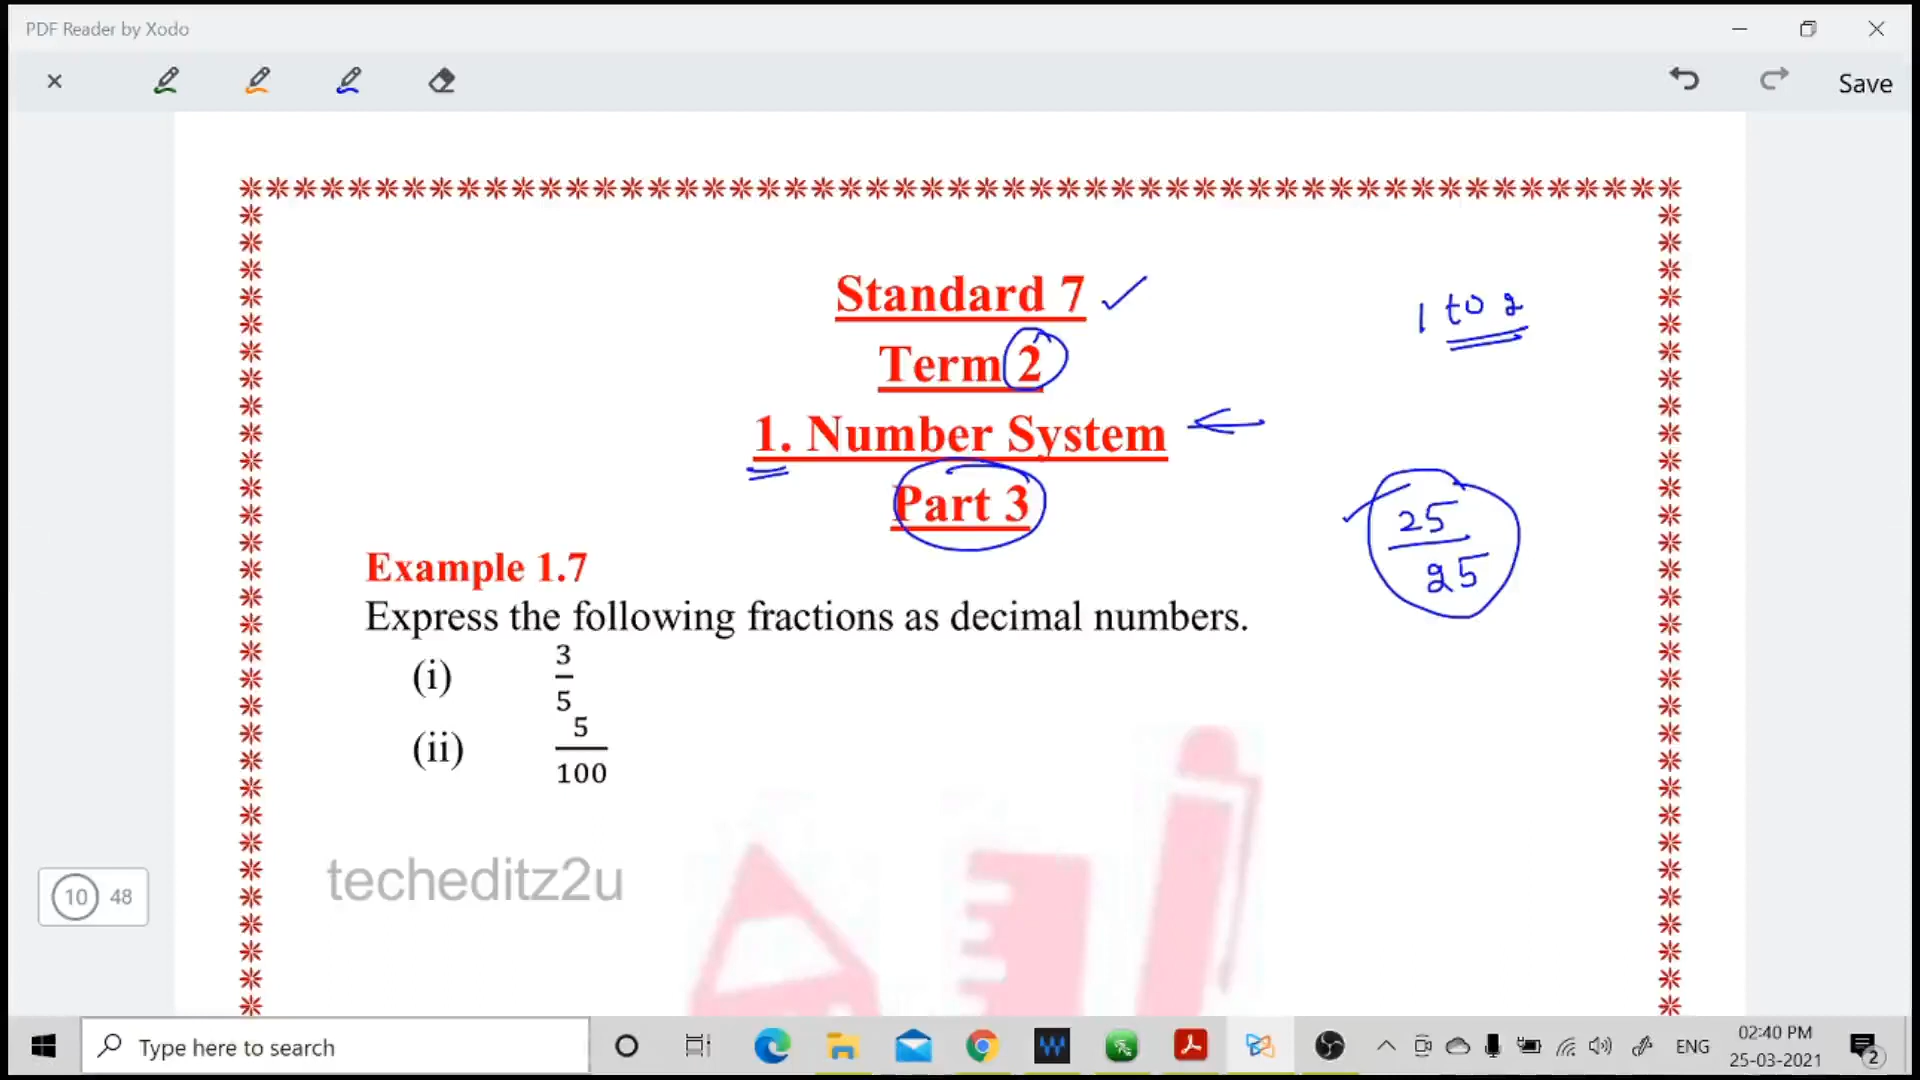 PDF Reader by Xodo
Save
Standard 7
1 to 2
Term 2
1. Number System
Part 3
25
25
Example 1.7
Express the following fractions as decimal numbers.
(i) 3/5
(ii) 5/100
techeditz2u
10 48
Type here to search
ENG
02:40 PM
25-03-2021
2